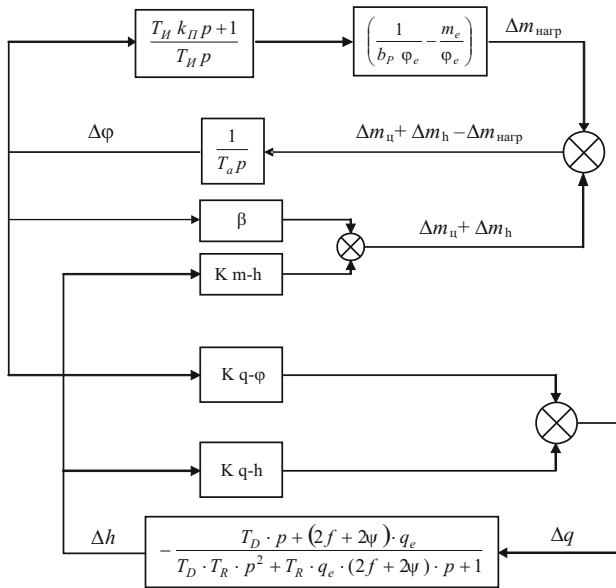 T_И k_П p + 1 / T_И p
( 1 / b_P φ_e − m_e / φ_e )
Δm_нагр
Δφ
1 / T_a p
Δm_ц + Δm_h − Δm_нагр
β
Δm_ц + Δm_h
K m-h
K q-φ
K q-h
Δh
− T_D · p + (2f + 2ψ) · q_e / T_D · T_R · p² + T_R · q_e · (2f + 2ψ) · p + 1
Δq